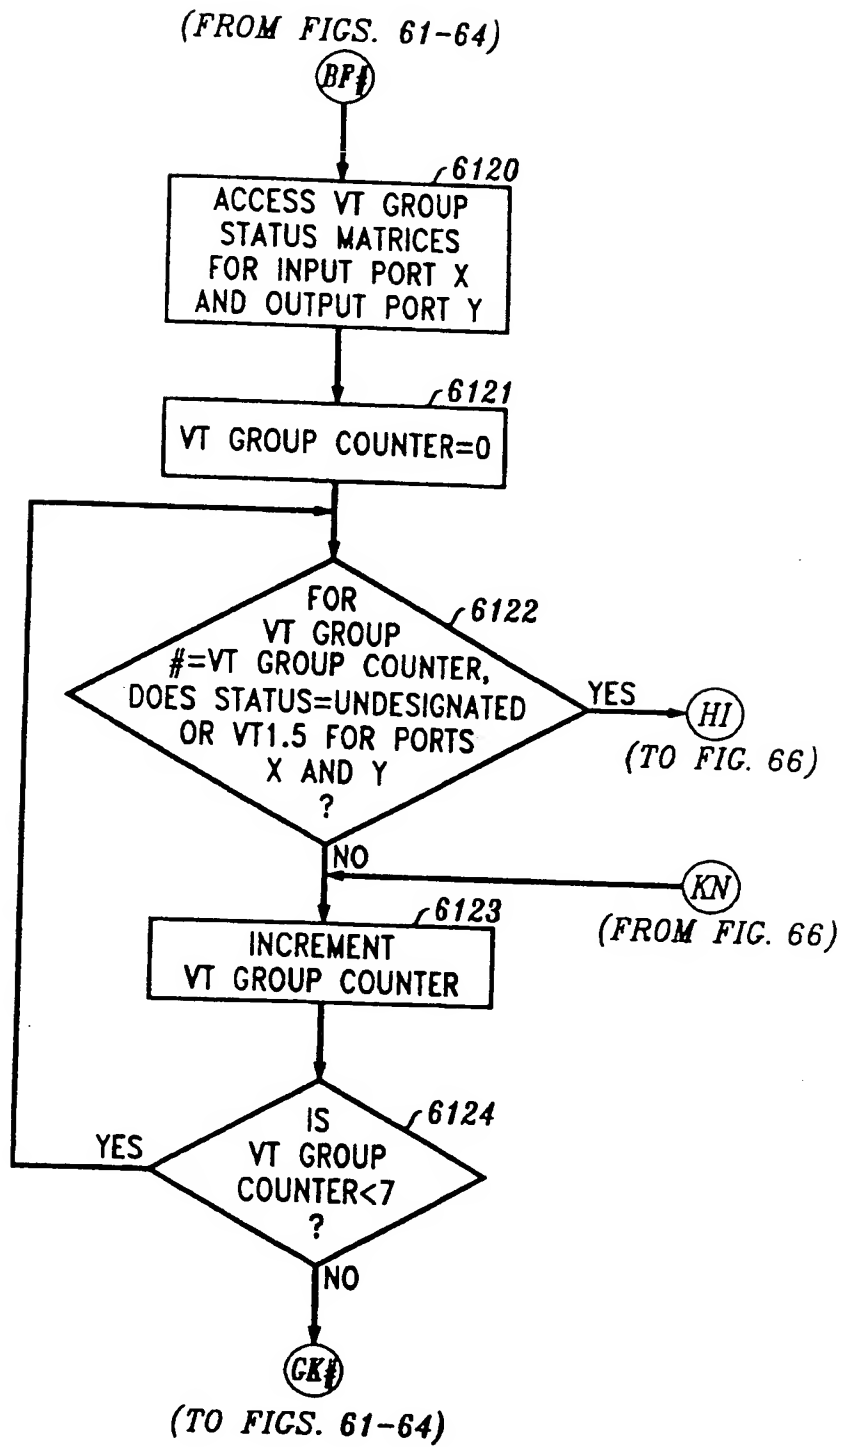 (FROM FIGS. 61-64)
BF#
6120
ACCESS VT GROUP
STATUS MATRICES
FOR INPUT PORT X
AND OUTPUT PORT Y
6121
VT GROUP COUNTER=0
6122
FOR
VT GROUP
#=VT GROUP COUNTER,
DOES STATUS=UNDESIGNATED
OR VT1.5 FOR PORTS
X AND Y
?
YES
HI
(TO FIG. 66)
NO
KN
(FROM FIG. 66)
6123
INCREMENT
VT GROUP COUNTER
6124
IS
VT GROUP
COUNTER<7
?
YES
NO
GK#
(TO FIGS. 61-64)